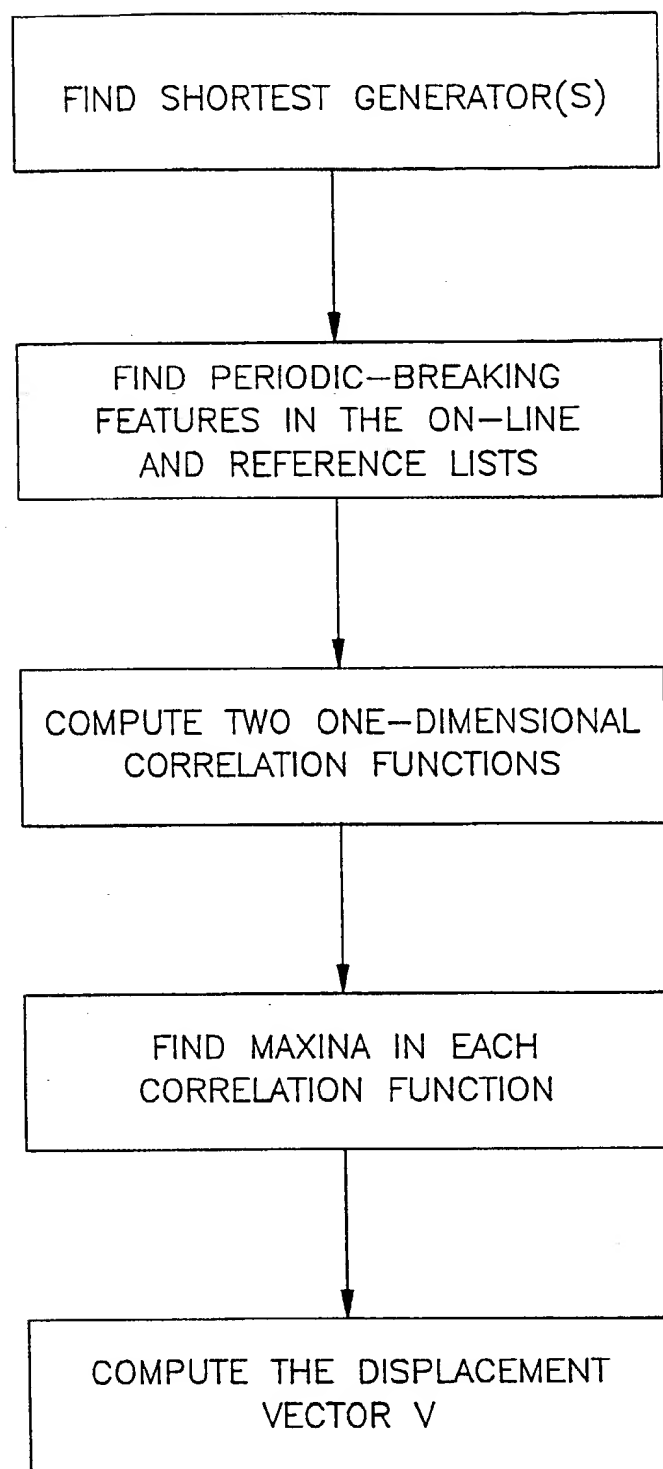 FIND SHORTEST GENERATOR(S)
FIND PERIODIC-BREAKING
FEATURES IN THE ON-LINE
AND REFERENCE LISTS
COMPUTE TWO ONE-DIMENSIONAL
CORRELATION FUNCTIONS
FIND MAXINA IN EACH
CORRELATION FUNCTION
COMPUTE THE DISPLACEMENT
VECTOR V